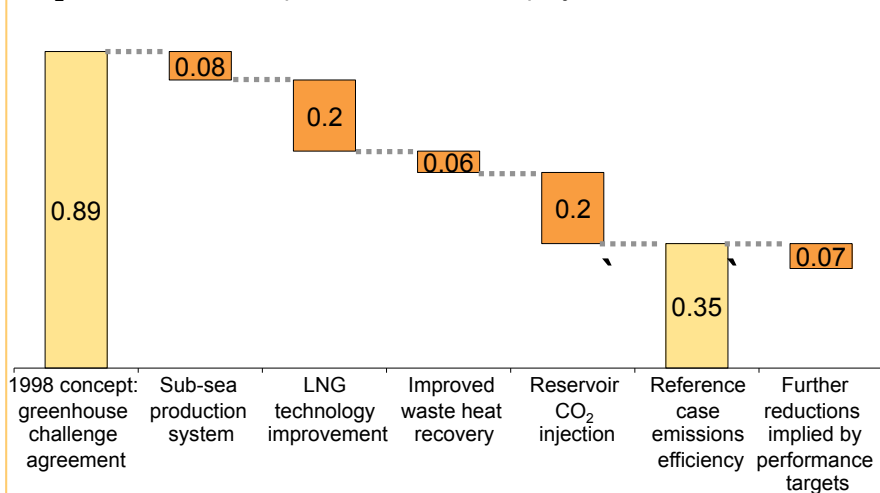 0.89
0.08
0.2
0.06
0.2
0.35
0.07
1998 concept:
greenhouse
challenge
agreement
Sub-sea
production
system
LNG
technology
improvement
Improved
waste heat
recovery
Reservoir
CO₂
injection
Reference
case
emissions
efficiency
Further
reductions
implied by
performance
targets